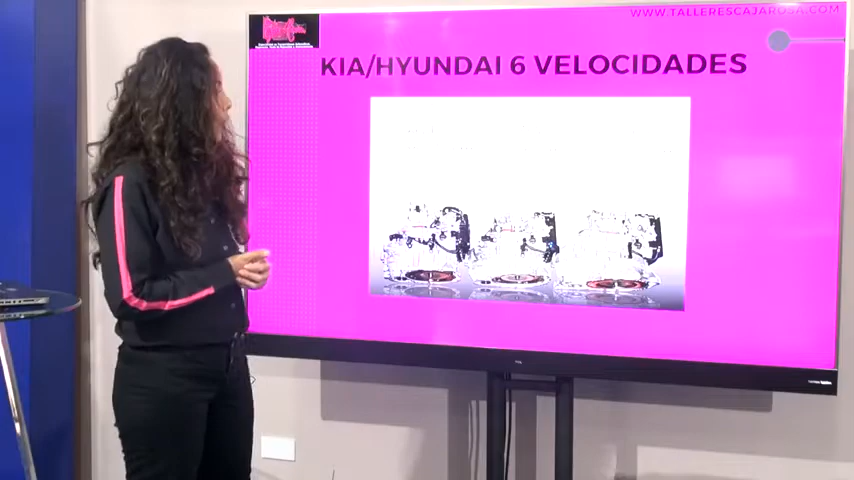 WWW.TALLERESCAJAROSA.COM
KIA/HYUNDAI 6 VELOCIDADES